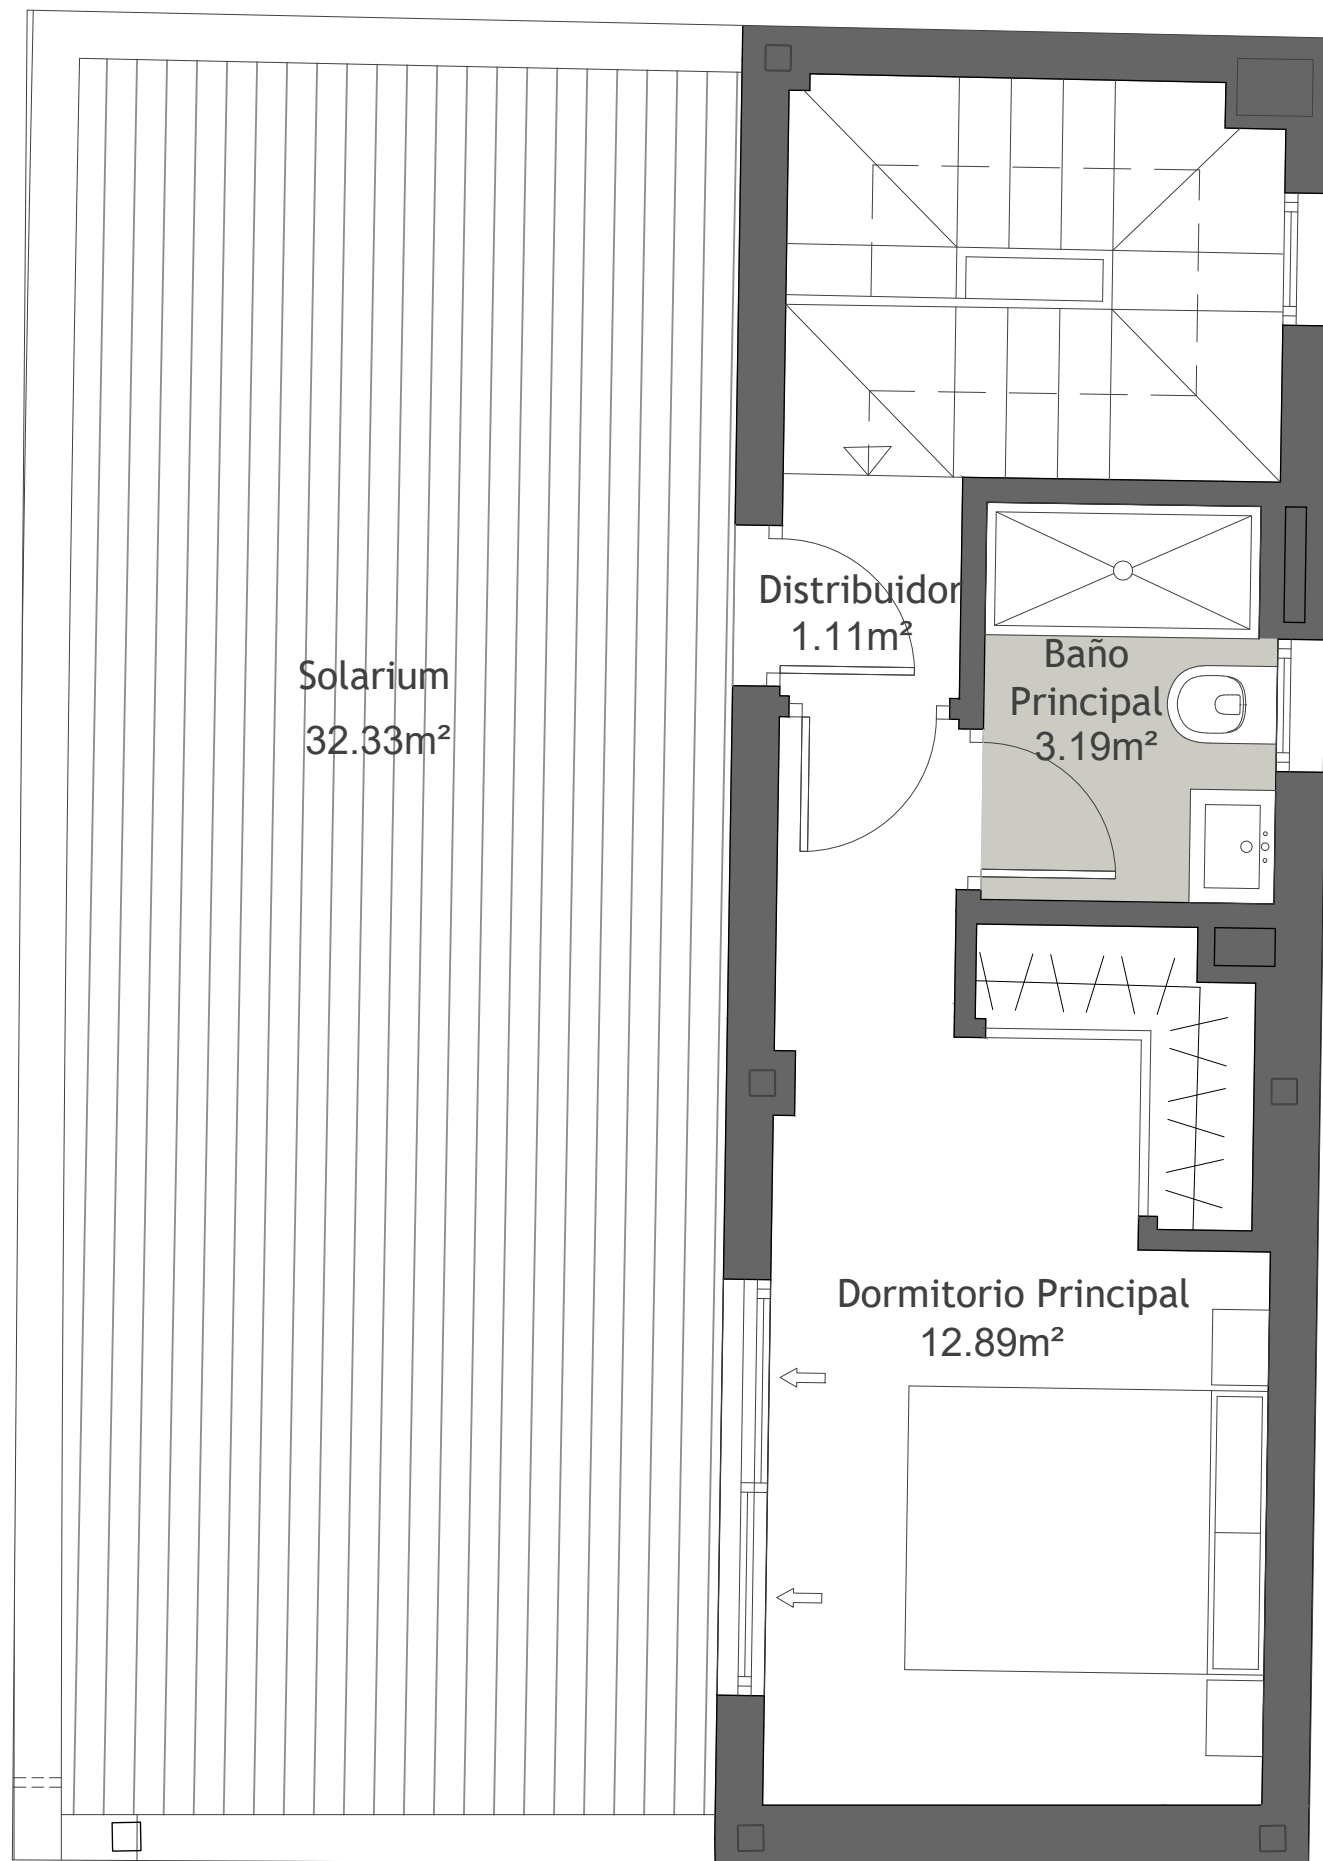 Distribuidor
1.11m²
Solarium
32.33m²
Baño
Principal
3.19m²
Dormitorio Principal
12.89m²